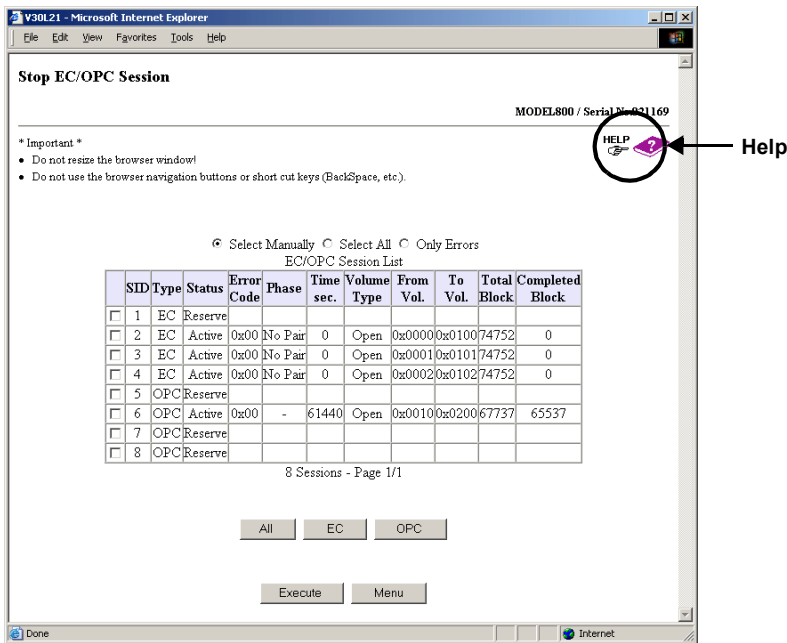 V30L21 - Microsoft Internet Explorer
File Edit View Favorites Tools Help
Stop EC/OPC Session
MODEL800 / Serial No.
* Important *
HELP
Help
• Do not resize the browser window!
• Do not use the browser navigation buttons or short cut keys (BackSpace, etc.).
Select Manually Select All Only Errors
EC/OPC Session List
SID Type Status Error Code Phase Time sec. Volume Type From Vol. To Vol. Total Block Completed Block
1 EC Reserve
2 EC Active 0x00 No Pair 0 Open 0x0000 0x0100 74752 0
3 EC Active 0x00 No Pair 0 Open 0x0001 0x0101 74752 0
4 EC Active 0x00 No Pair 0 Open 0x0002 0x0102 74752 0
5 OPC Reserve
6 OPC Active 0x00 - 61440 Open 0x0010 0x0200 67737 65537
7 OPC Reserve
8 OPC Reserve
8 Sessions - Page 1/1
All EC OPC
Execute Menu
Done Internet